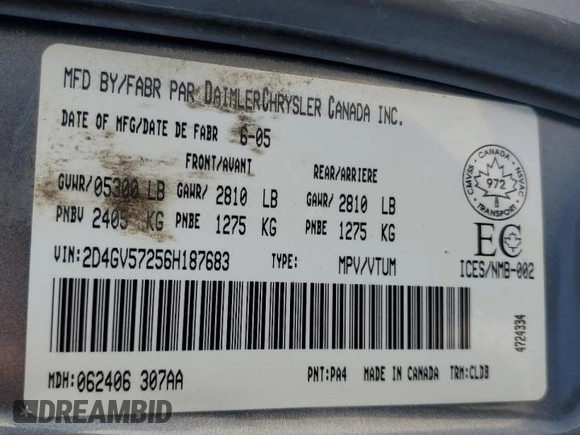 MFD BY/FABR PAR DAIMLERCHRYSLER CANADA INC.
DATE OF MFG/DATE DE FABR 6-05
FRONT/AVANT REAR/ARRIERE
GVWR/05300 LB GAWR/ 2810 LB GAWR/ 2810 LB
PNBV 2405 KG PNBE 1275 KG PNBE 1275 KG
VIN:2D4GV57256H187683 TYPE: MPV/VTUM
CANADA
CMVSS NSVAC
972
8
TRANSPORT
EC
ICES/NMB-002
4724334
MDH:062406 307AA PNT:PA4 MADE IN CANADA TRM:CLDB
DREAMBID